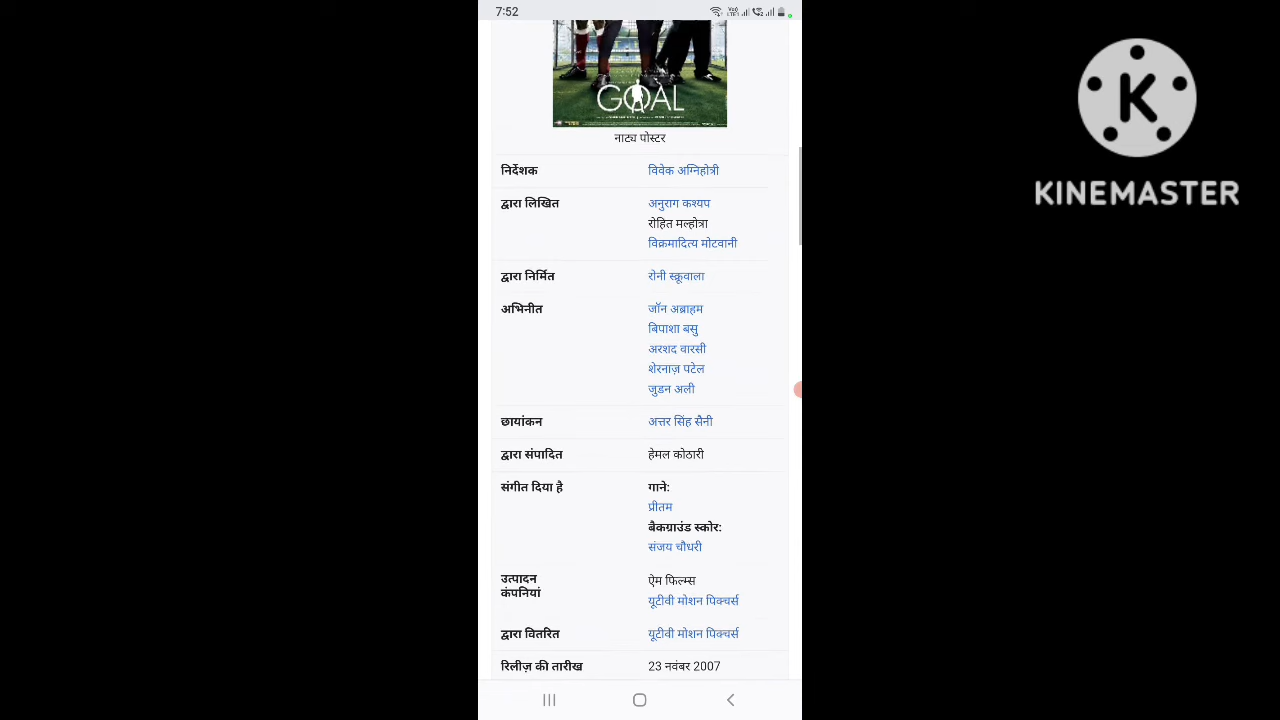 7:52
GOAL
नाट्य पोस्टर
निर्देशक
विवेक अग्निहोत्री
द्वारा लिखित
अनुराग कश्यप
रोहित मल्होत्रा
विक्रमादित्य मोटवानी
द्वारा निर्मित
रोनी स्क्रूवाला
अभिनीत
जॉन अब्राहम
बिपाशा बसु
अरशद वारसी
शेरनाज़ पटेल
जुडन अली
छायांकन
अत्तर सिंह सैनी
द्वारा संपादित
हेमल कोठारी
संगीत दिया है
गाने:
प्रीतम
बैकग्राउंड स्कोर:
संजय चौधरी
उत्पादन
कंपनियां
ऐम फिल्म्स
यूटीवी मोशन पिक्चर्स
द्वारा वितरित
यूटीवी मोशन पिक्चर्स
रिलीज़ की तारीख
23 नवंबर 2007
K
KINEMASTER